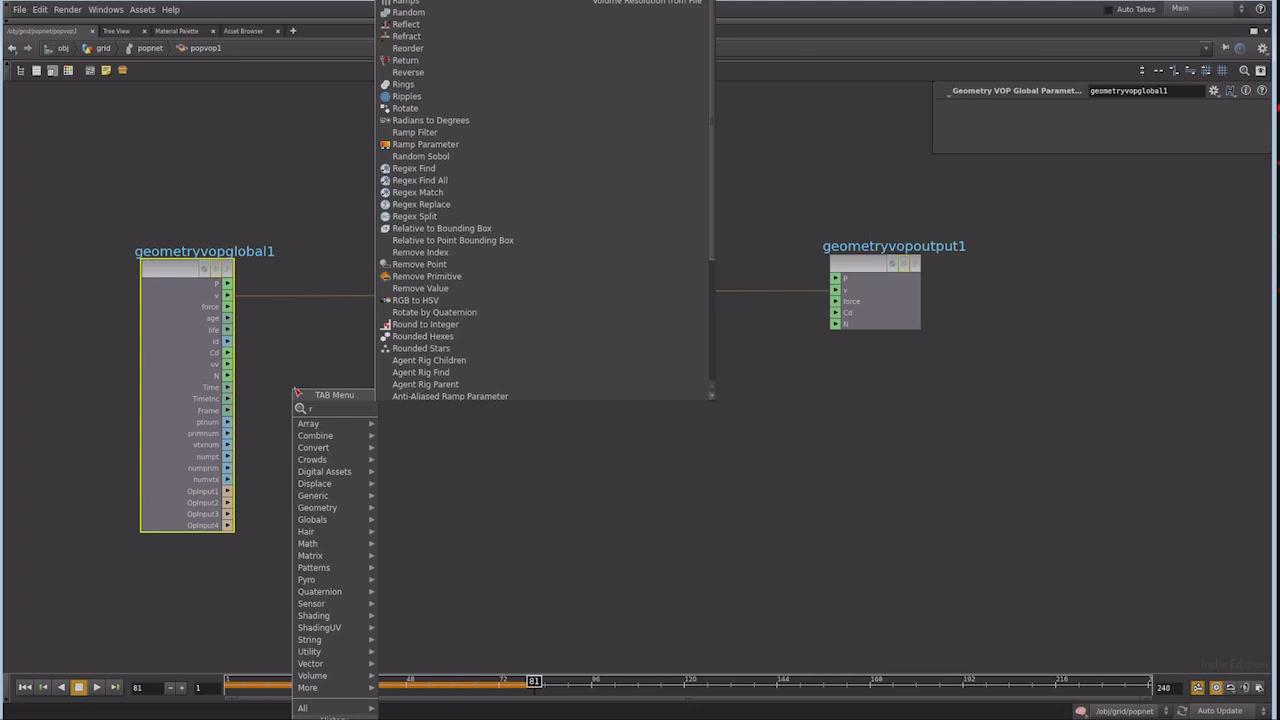 Ramps Volume Resolution from File
File Edit Render Windows Assets Help
Auto Takes Main
Random
/obj/grid/popnet/popvop1 Tree View Material Palette Asset Browser
Reflect
Refract
obj grid popnet popvop1
Reorder
Return
Reverse
Rings
Geometry VOP Global Paramet... geometryvopglobal1
Ripples
Rotate
Radians to Degrees
Ramp Filter
Ramp Parameter
Random Sobol
Regex Find
Regex Find All
Regex Match
Regex Replace
Regex Split
Relative to Bounding Box
Relative to Point Bounding Box
Remove Index
Remove Point
Remove Primitive
Remove Value
RGB to HSV
Rotate by Quaternion
Round to Integer
Rounded Hexes
Rounded Stars
Agent Rig Children
Agent Rig Find
Agent Rig Parent
Anti-Aliased Ramp Parameter
geometryvopglobal1
P
v
force
age
life
id
Cd
uv
N
Time
TimeInc
Frame
ptnum
primnum
vtxnum
numpt
numprim
numvtx
OpInput1
OpInput2
OpInput3
OpInput4
geometryvopoutput1
P
v
force
Cd
N
TAB Menu
r
Array
Combine
Convert
Crowds
Digital Assets
Displace
Generic
Geometry
Globals
Hair
Math
Matrix
Patterns
Pyro
Quaternion
Sensor
Shading
ShadingUV
String
Utility
Vector
Volume
More
All
Indie Edition
81 1 1 48 72 81 96 120 144 168 192 216 240
/obj/grid/popnet Auto Update